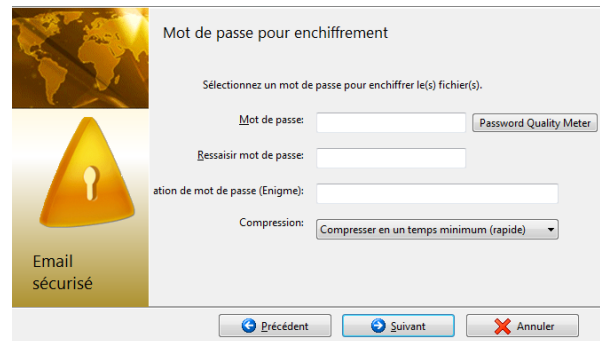 Mot de passe pour enchiffrement
Sélectionnez un mot de passe pour enchiffrer le(s) fichier(s).
Mot de passe:
Password Quality Meter
Ressaisir mot de passe:
ation de mot de passe (Enigme):
Compression:
Compresser en un temps minimum (rapide)
Email
sécurisé
Précédent
Suivant
Annuler